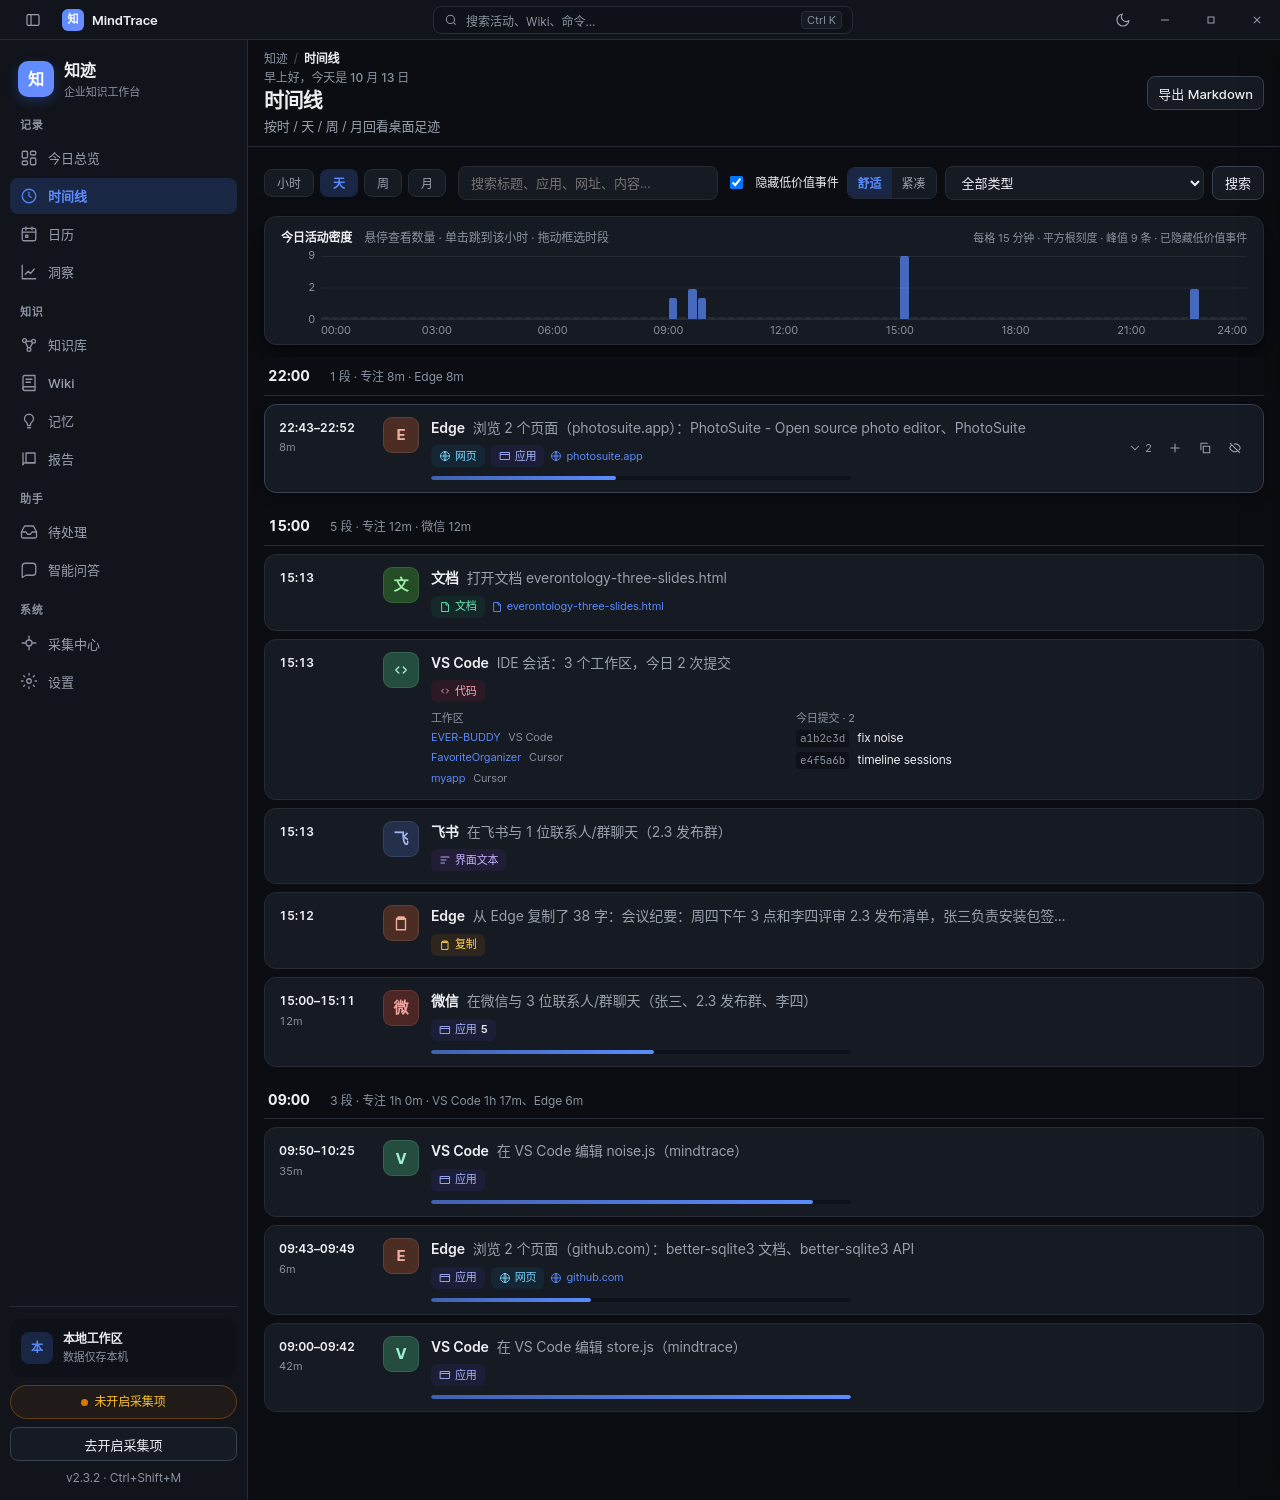 知 MindTrace
搜索活动、Wiki、命令... Ctrl K
知 知迹
企业知识工作台
记录
今日总览
时间线
日历
洞察
知识
知识库
Wiki
记忆
报告
助手
待处理
智能问答
系统
采集中心
设置
本 本地工作区
数据仅存本机
未开启采集项
去开启采集项
v2.3.2 · Ctrl+Shift+M
知迹 / 时间线
早上好，今天是 10 月 13 日
时间线
按时 / 天 / 周 / 月回看桌面足迹
导出 Markdown
小时 天 周 月 搜索标题、应用、网址、内容... 隐藏低价值事件 舒适 紧凑 全部类型 搜索
今日活动密度 悬停查看数量 · 单击跳到该小时 · 拖动框选时段 每格 15 分钟 · 平方根刻度 · 峰值 9 条 · 已隐藏低价值事件
9
2
0
00:00 03:00 06:00 09:00 12:00 15:00 18:00 21:00 24:00
22:00 1 段 · 专注 8m · Edge 8m
22:43–22:52 E Edge 浏览 2 个页面（photosuite.app）：PhotoSuite - Open source photo editor、PhotoSuite
8m 网页 应用 photosuite.app 2
15:00 5 段 · 专注 12m · 微信 12m
15:13 文 文档 打开文档 everontology-three-slides.html
文档 everontology-three-slides.html
15:13 VS Code IDE 会话：3 个工作区，今日 2 次提交
代码
工作区 今日提交 · 2
EVER-BUDDY VS Code a1b2c3d fix noise
FavoriteOrganizer Cursor e4f5a6b timeline sessions
myapp Cursor
15:13 飞 飞书 在飞书与 1 位联系人/群聊天（2.3 发布群）
界面文本
15:12 Edge 从 Edge 复制了 38 字：会议纪要：周四下午 3 点和李四评审 2.3 发布清单，张三负责安装包签...
复制
15:00–15:11 微 微信 在微信与 3 位联系人/群聊天（张三、2.3 发布群、李四）
12m 应用 5
09:00 3 段 · 专注 1h 0m · VS Code 1h 17m、Edge 6m
09:50–10:25 V VS Code 在 VS Code 编辑 noise.js（mindtrace）
35m 应用
09:43–09:49 E Edge 浏览 2 个页面（github.com）：better-sqlite3 文档、better-sqlite3 API
6m 应用 网页 github.com
09:00–09:42 V VS Code 在 VS Code 编辑 store.js（mindtrace）
42m 应用